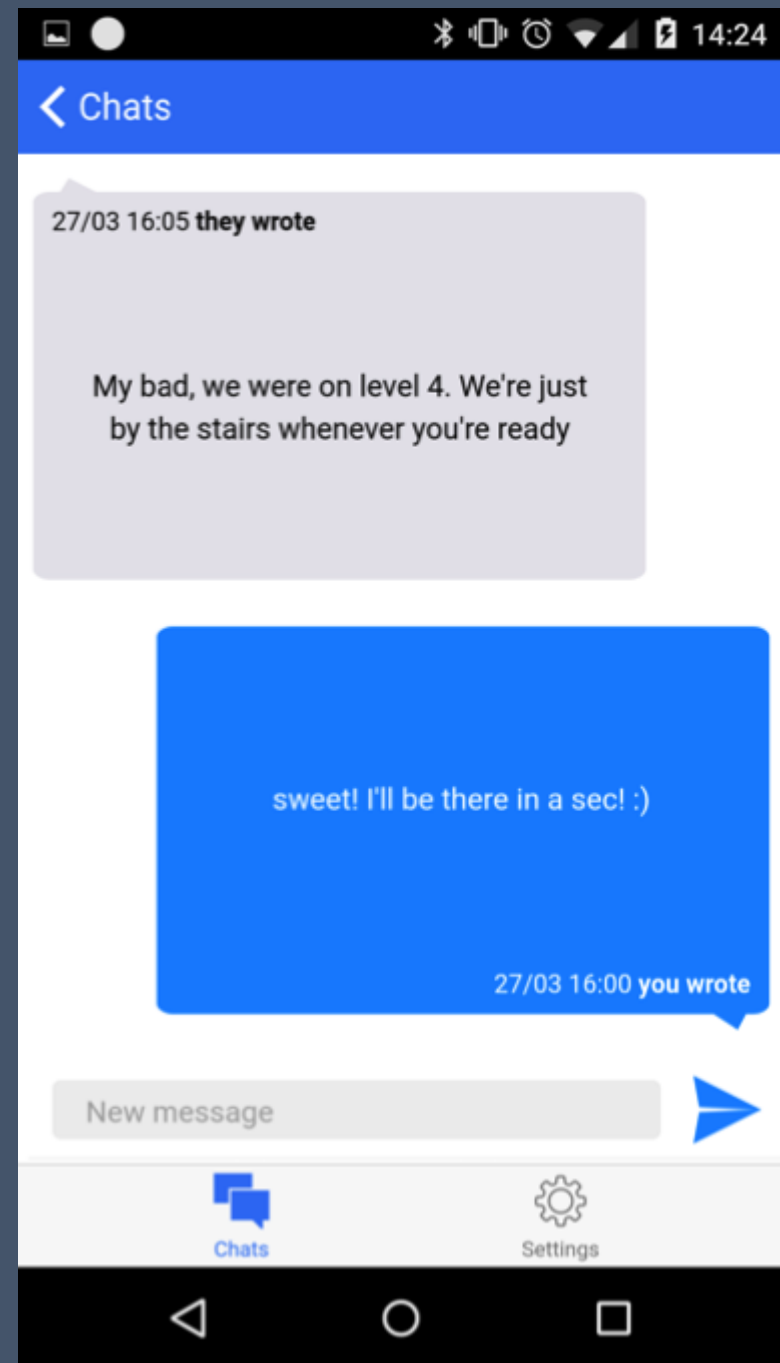 14:24
Chats
27/03 16:05 they wrote
My bad, we were on level 4. We're just
by the stairs whenever you're ready
sweet! I'll be there in a sec! :)
27/03 16:00 you wrote
New message
Chats
Settings